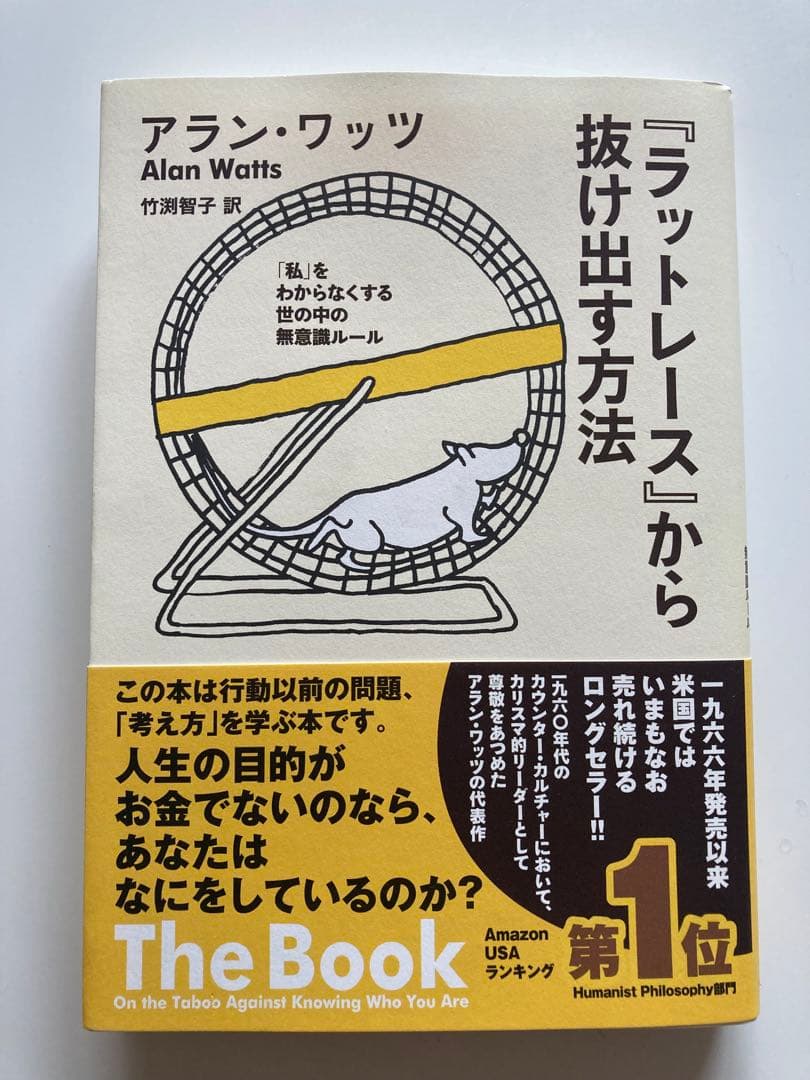 アラン・ワッツ
Alan Watts
竹渕智子 訳
『ラットレース』から
抜け出す方法
「私」を
わからなくする
世の中の
無意識ルール
この本は行動以前の問題、
「考え方」を学ぶ本です。
人生の目的が
お金でないのなら、
あなたは
なにをしているのか?
The Book
On the Taboo Against Knowing Who You Are
一九六六年発売以来
米国では
いまもなお
売れ続ける
ロングセラー!!
一九六〇年代の
カウンター・カルチャーにおいて、
カリスマ的リーダーとして
尊敬をあつめた
アラン・ワッツの代表作
Amazon
USA
ランキング
第1位
Humanist Philosophy部門